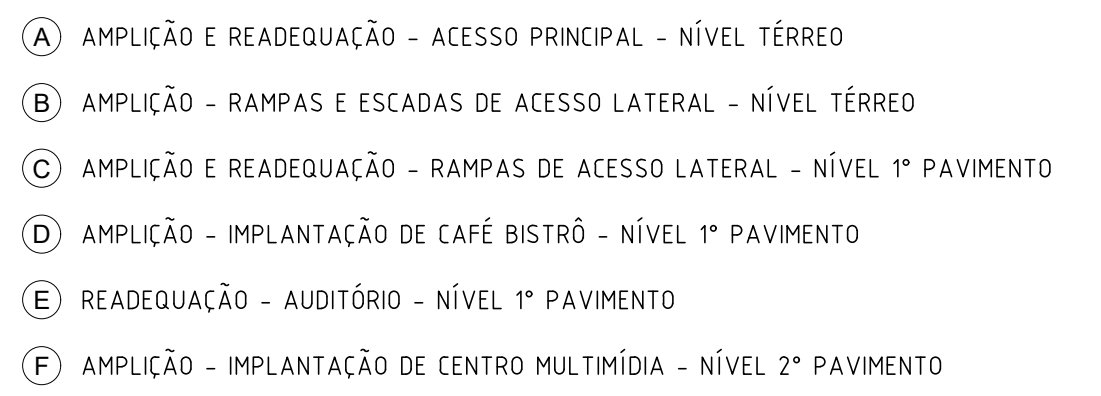 A AMPLIÇÃO E READEQUAÇÃO - ACESSO PRINCIPAL - NÍVEL TÉRREO
B AMPLIÇÃO - RAMPAS E ESCADAS DE ACESSO LATERAL - NÍVEL TÉRREO
C AMPLIÇÃO E READEQUAÇÃO - RAMPAS DE ACESSO LATERAL - NÍVEL 1° PAVIMENTO
D AMPLIÇÃO - IMPLANTAÇÃO DE CAFÉ BISTRÔ - NÍVEL 1° PAVIMENTO
E READEQUAÇÃO - AUDITÓRIO - NÍVEL 1° PAVIMENTO
F AMPLIÇÃO - IMPLANTAÇÃO DE CENTRO MULTIMÍDIA - NÍVEL 2° PAVIMENTO